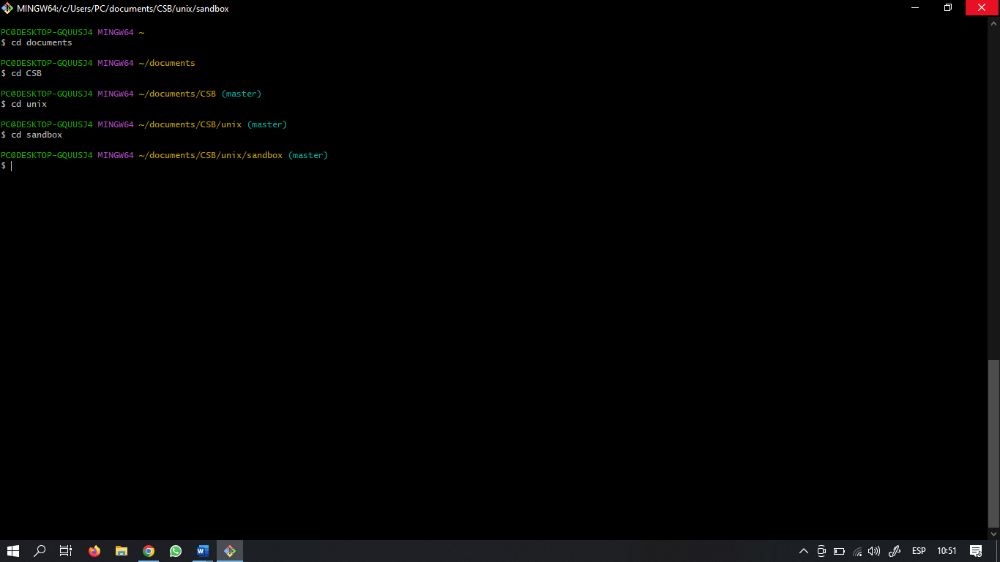 MINGW64:/c/Users/PC/documents/CSB/unix/sandbox
PC@DESKTOP-GQUUSJ4 MINGW64 ~
$ cd documents
PC@DESKTOP-GQUUSJ4 MINGW64 ~/documents
$ cd CSB
PC@DESKTOP-GQUUSJ4 MINGW64 ~/documents/CSB (master)
$ cd unix
PC@DESKTOP-GQUUSJ4 MINGW64 ~/documents/CSB/unix (master)
$ cd sandbox
PC@DESKTOP-GQUUSJ4 MINGW64 ~/documents/CSB/unix/sandbox (master)
$
ESP 10:51